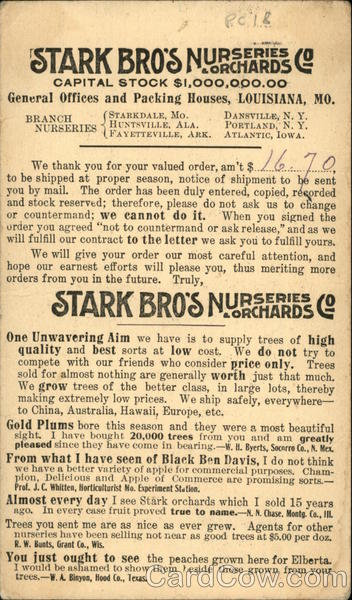 PC18
STARK BRO'S NURSERIES & ORCHARDS CO
CAPITAL STOCK $1,000,000.00
General Offices and Packing Houses, LOUISIANA, MO.
BRANCH NURSERIES { STARKDALE, MO. DANSVILLE, N. Y.
HUNTSVILLE, ALA. PORTLAND, N. Y.
FAYETTEVILLE, ARK. ATLANTIC, IOWA.
We thank you for your valued order, am't $ 16.70
to be shipped at proper season, notice of shipment to be sent
you by mail. The order has been duly entered, copied, recorded
and stock reserved; therefore, please do not ask us to change
or countermand; we cannot do it. When you signed the
order you agreed "not to countermand or ask release," and as we
will fulfill our contract to the letter we ask you to fulfill yours.
We will give your order our most careful attention, and
hope our earnest efforts will please you, thus meriting more
orders from you in the future. Truly,
STARK BRO'S NURSERIES & ORCHARDS CO
One Unwavering Aim we have is to supply trees of high
quality and best sorts at low cost. We do not try to
compete with our friends who consider price only. Trees
sold for almost nothing are generally worth just that much.
We grow trees of the better class, in large lots, thereby
making extremely low prices. We ship safely, everywhere—
to China, Australia, Hawaii, Europe, etc.
Gold Plums bore this season and they were a most beautiful
sight. I have bought 20,000 trees from you and am greatly
pleased since they have come in bearing.—W. H. Byerts, Socorro Co., N. Mex.
From what I have seen of Black Ben Davis, I do not think
we have a better variety of apple for commercial purposes. Cham-
pion, Delicious and Apple of Commerce are promising sorts.—
Prof. J. C. Whitten, Horticulturist Mo. Experiment Station.
Almost every day I see Stark orchards which I sold 15 years
ago. In every case fruit proved true to name.—N. N. Chase, Montg. Co., Ill.
Trees you sent me are as nice as ever grew. Agents for other
nurseries have been selling not near as good trees at $5.00 per doz.
R. W. Bunts, Grant Co., Wis.
You just ought to see the peaches grown here for Elberta.
I would be ashamed to show them beside those grown from your
trees.—W. A. Binyon, Hood Co., Texas.
CardCow.com